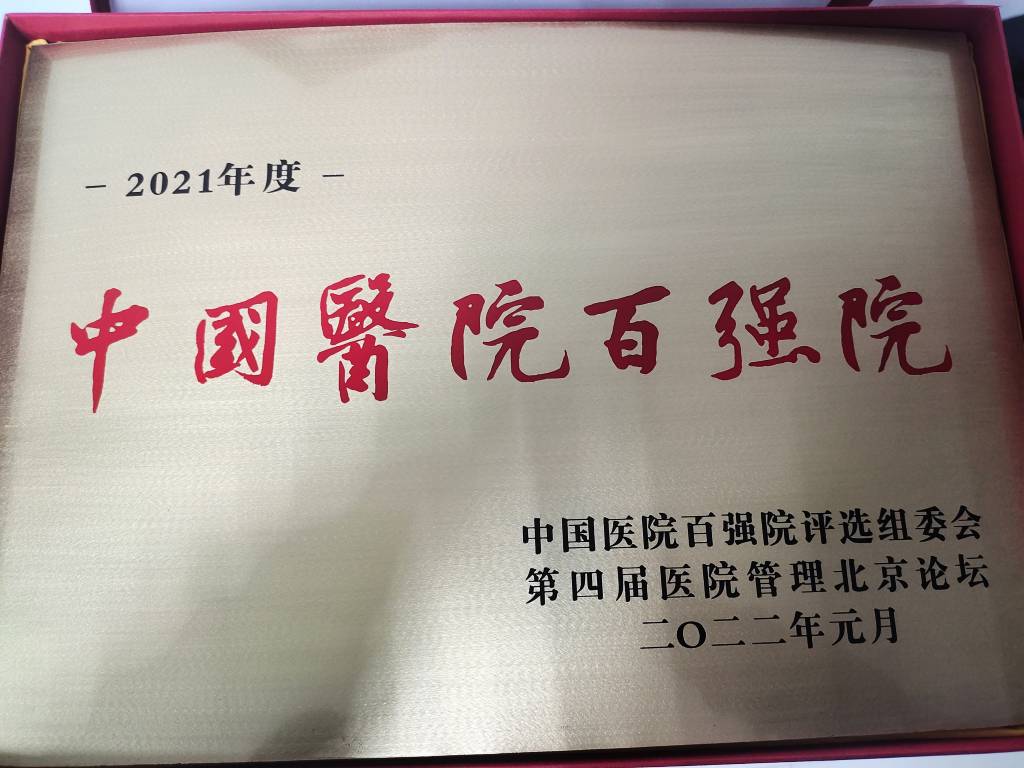 － 2021年度 －
中國醫院百强院
中国医院百强院评选组委会
第四届医院管理北京论坛
二〇二二年元月